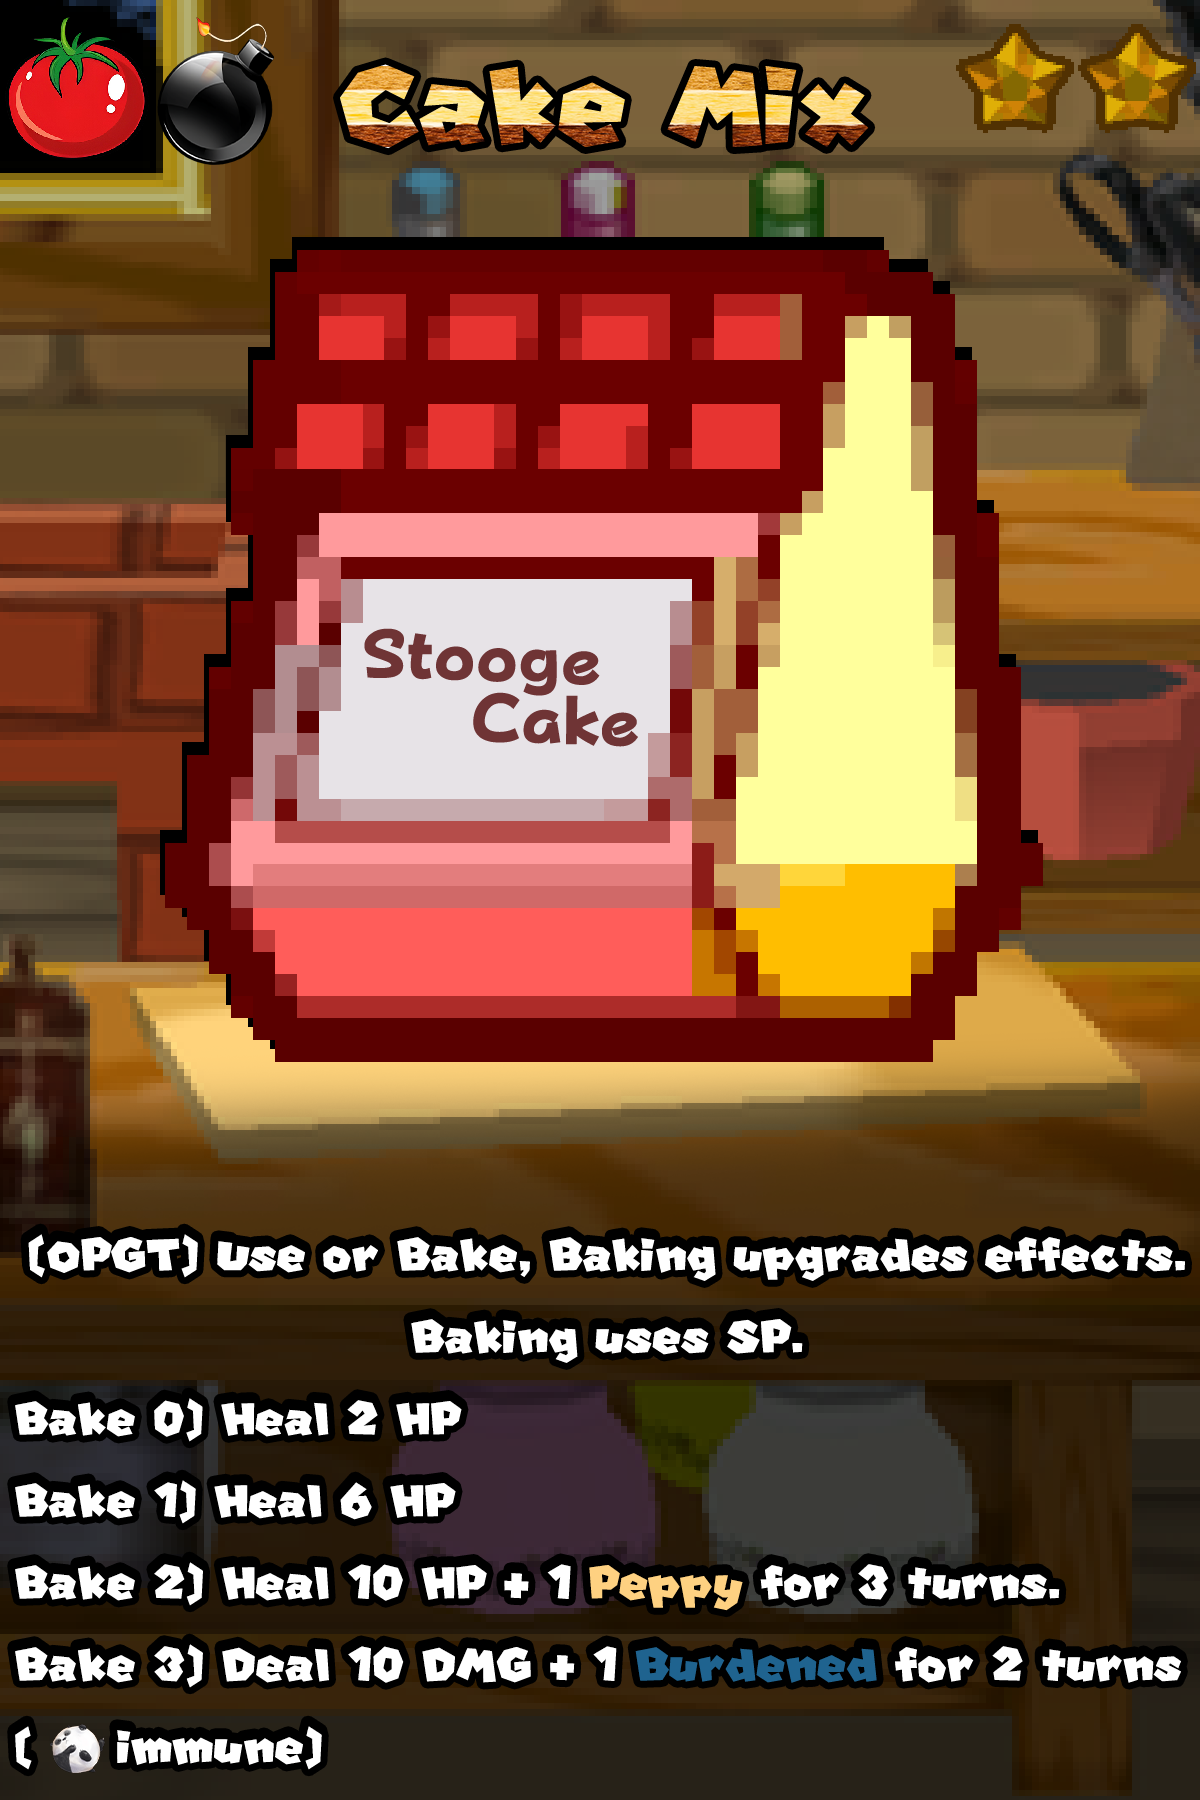 Cake Mix
Stooge
Cake
(OPGT) Use or Bake, Baking upgrades effects.
Baking uses SP.
Bake 0) Heal 2 HP
Bake 1) Heal 6 HP
Bake 2) Heal 10 HP + 1 Peppy for 3 turns.
Bake 3) Deal 10 DMG + 1 Burdened for 2 turns
( immune)